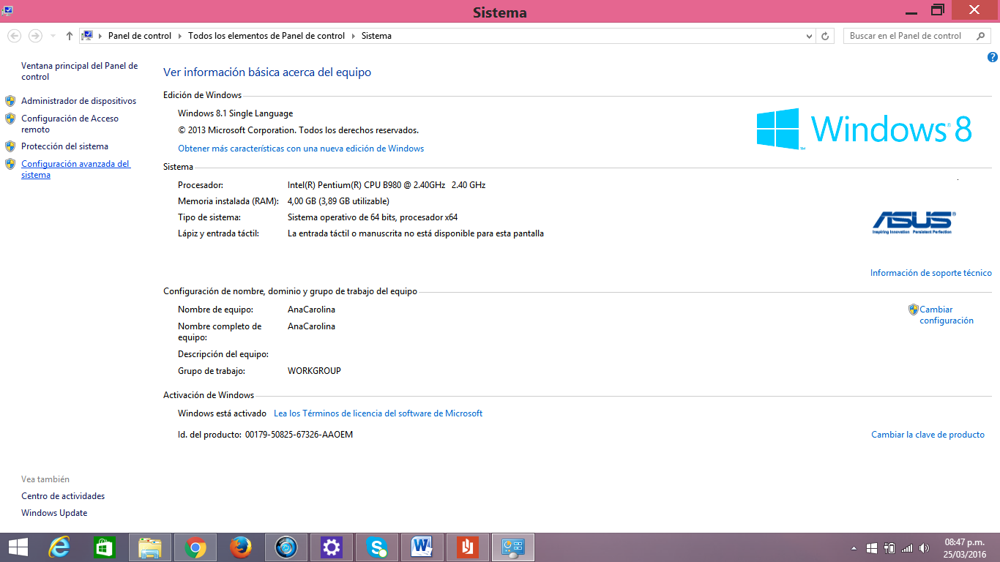 Sistema
Panel de control
Todos los elementos de Panel de control
Sistema
Buscar en el Panel de control
Ventana principal del Panel de
control
Administrador de dispositivos
Configuración de Acceso
remoto
Protección del sistema
Configuración avanzada del
sistema
Ver información básica acerca del equipo
Edición de Windows
Windows 8.1 Single Language
© 2013 Microsoft Corporation. Todos los derechos reservados.
Obtener más características con una nueva edición de Windows
Windows® 8
Sistema
Procesador: Intel(R) Pentium(R) CPU B980 @ 2.40GHz 2.40 GHz
Memoria instalada (RAM): 4,00 GB (3,89 GB utilizable)
Tipo de sistema: Sistema operativo de 64 bits, procesador x64
Lápiz y entrada táctil: La entrada táctil o manuscrita no está disponible para esta pantalla
ASUS®
Inspiring Innovation Persistent Perfection
Información de soporte técnico
Configuración de nombre, dominio y grupo de trabajo del equipo
Nombre de equipo: AnaCarolina
Nombre completo de AnaCarolina
equipo:
Descripción del equipo:
Grupo de trabajo: WORKGROUP
Cambiar
configuración
Activación de Windows
Windows está activado Lea los Términos de licencia del software de Microsoft
Id. del producto: 00179-50825-67326-AAOEM
Cambiar la clave de producto
Vea también
Centro de actividades
Windows Update
08:47 p.m.
25/03/2016